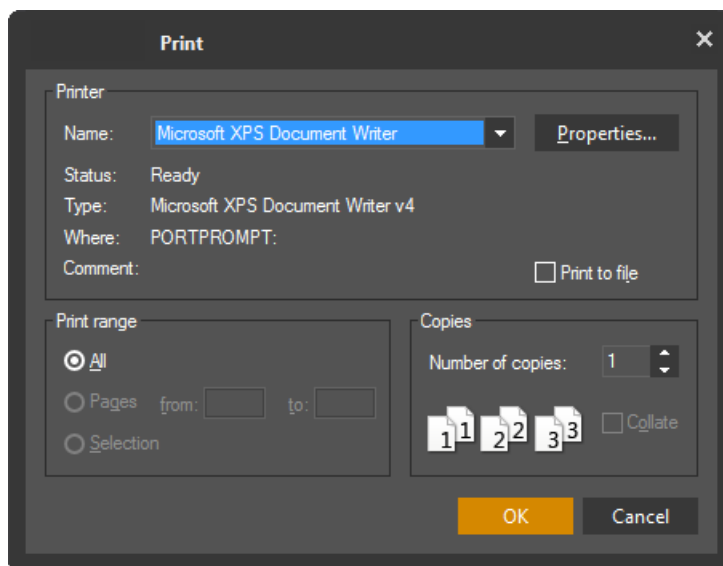 Print
Printer
Name: Microsoft XPS Document Writer Properties...
Status: Ready
Type: Microsoft XPS Document Writer v4
Where: PORTPROMPT:
Comment: Print to file
Print range
All
Pages from: to:
Selection
Copies
Number of copies: 1
1 1 2 2 3 3 Collate
OK Cancel